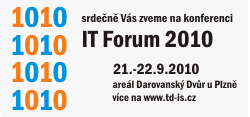 1010
1010
1010
1010
srdečně Vás zveme na konferenci
IT Forum 2010
21.-22.9.2010
areál Darovanský Dvůr u Plzně
více na www.td-is.cz